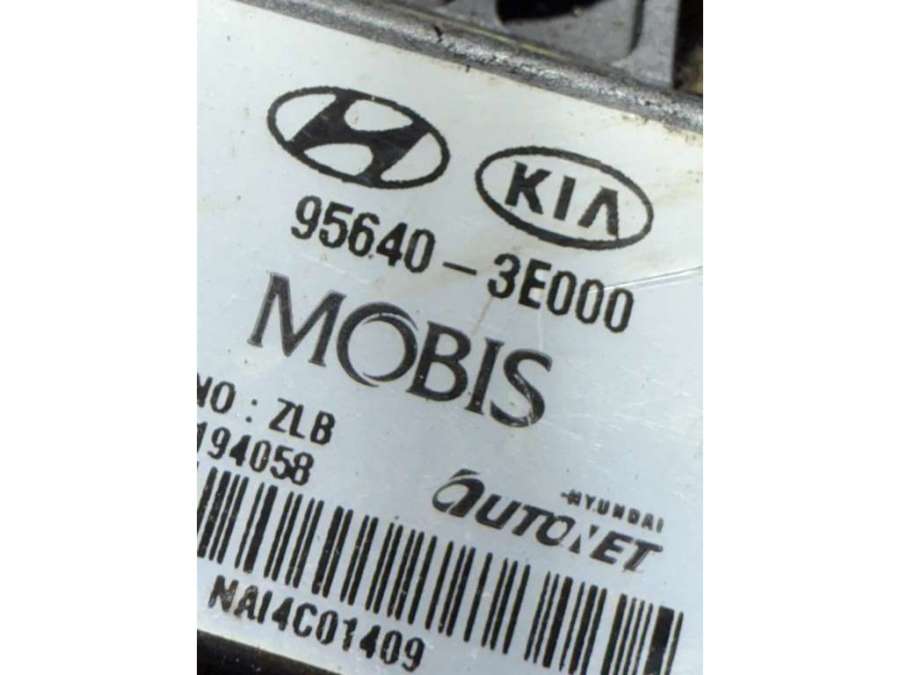 KIA
95640-3E000
MOBIS
NO : ZLB
194058
HYUNDAI
AUTONET
NAI4C01409